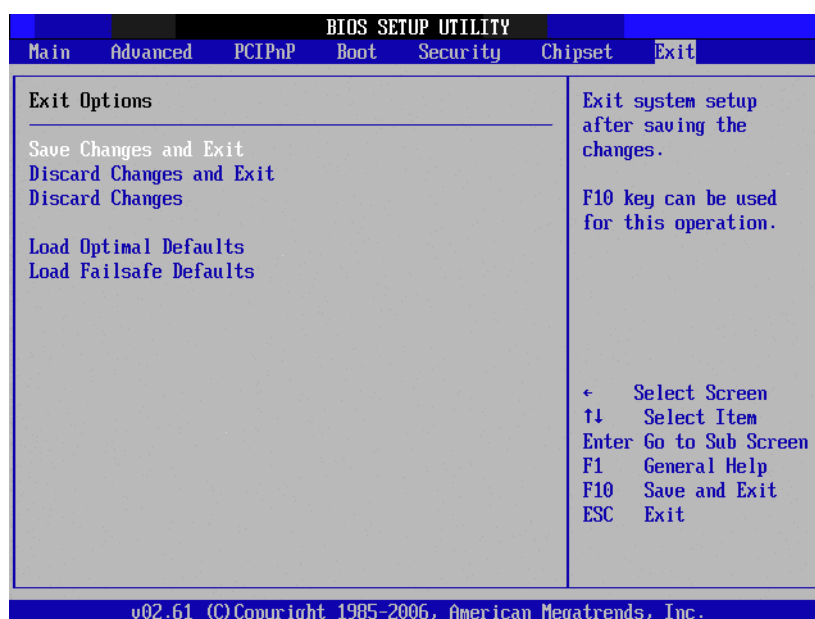 BIOS SETUP UTILITY
Main Advanced PCIPnP Boot Security Chipset Exit
Exit Options
Save Changes and Exit
Discard Changes and Exit
Discard Changes
Load Optimal Defaults
Load Failsafe Defaults
Exit system setup
after saving the
changes.
F10 key can be used
for this operation.
← Select Screen
↑↓ Select Item
Enter Go to Sub Screen
F1 General Help
F10 Save and Exit
ESC Exit
v02.61 (C)Copyright 1985-2006, American Megatrends, Inc.